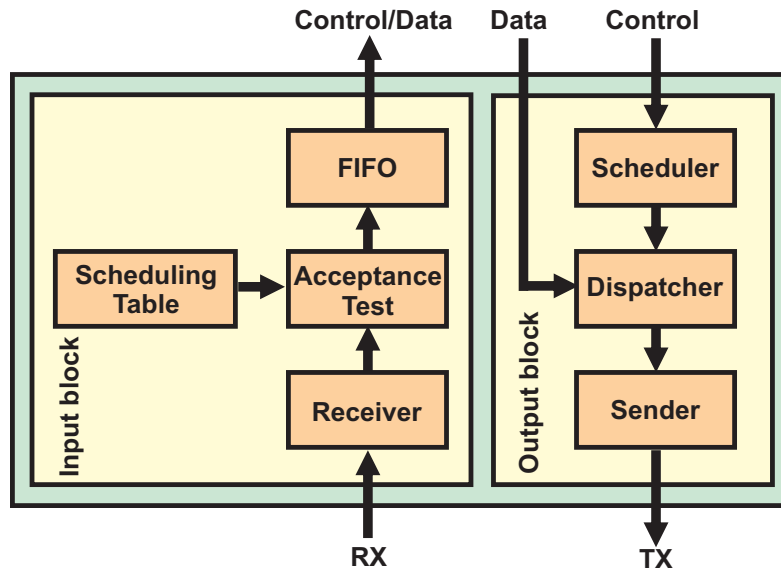 Control/Data
Data
Control
FIFO
Scheduler
Scheduling
Table
Acceptance
Test
Dispatcher
Receiver
Sender
Input block
Output block
RX
TX